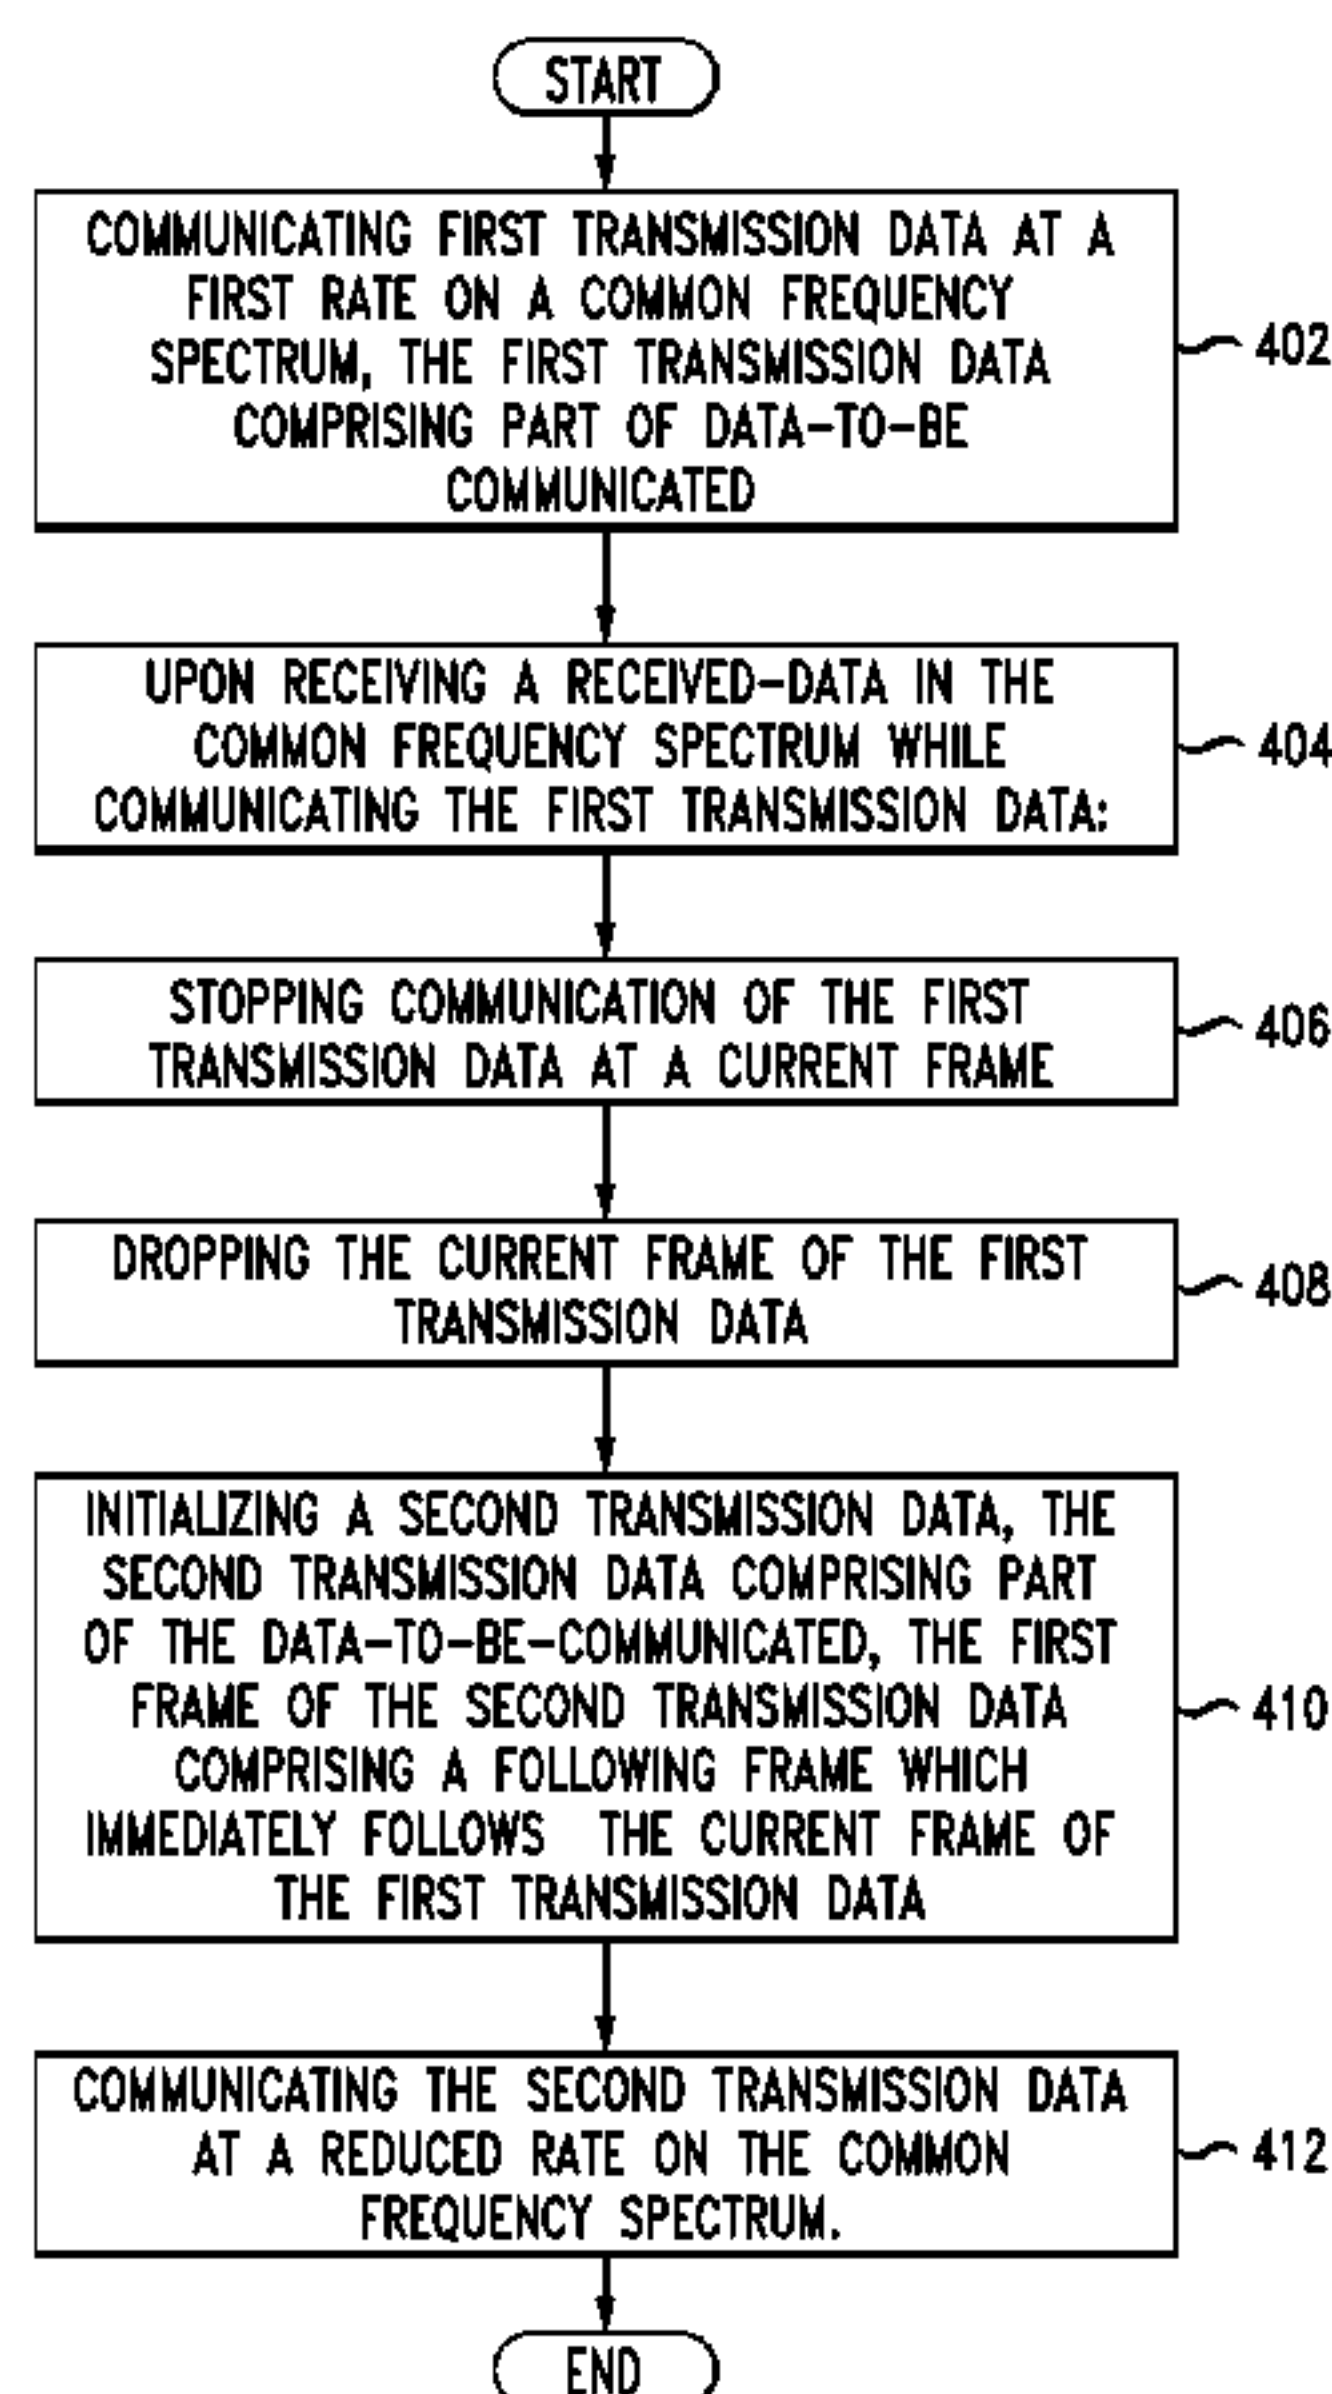 START
COMMUNICATING FIRST TRANSMISSION DATA AT A
FIRST RATE ON A COMMON FREQUENCY
SPECTRUM, THE FIRST TRANSMISSION DATA
COMPRISING PART OF DATA-TO-BE
COMMUNICATED
402
UPON RECEIVING A RECEIVED-DATA IN THE
COMMON FREQUENCY SPECTRUM WHILE
COMMUNICATING THE FIRST TRANSMISSION DATA:
404
STOPPING COMMUNICATION OF THE FIRST
TRANSMISSION DATA AT A CURRENT FRAME
406
DROPPING THE CURRENT FRAME OF THE FIRST
TRANSMISSION DATA
408
INITIALIZING A SECOND TRANSMISSION DATA, THE
SECOND TRANSMISSION DATA COMPRISING PART
OF THE DATA-TO-BE-COMMUNICATED, THE FIRST
FRAME OF THE SECOND TRANSMISSION DATA
COMPRISING A FOLLOWING FRAME WHICH
IMMEDIATELY FOLLOWS THE CURRENT FRAME OF
THE FIRST TRANSMISSION DATA
410
COMMUNICATING THE SECOND TRANSMISSION DATA
AT A REDUCED RATE ON THE COMMON
FREQUENCY SPECTRUM.
412
END